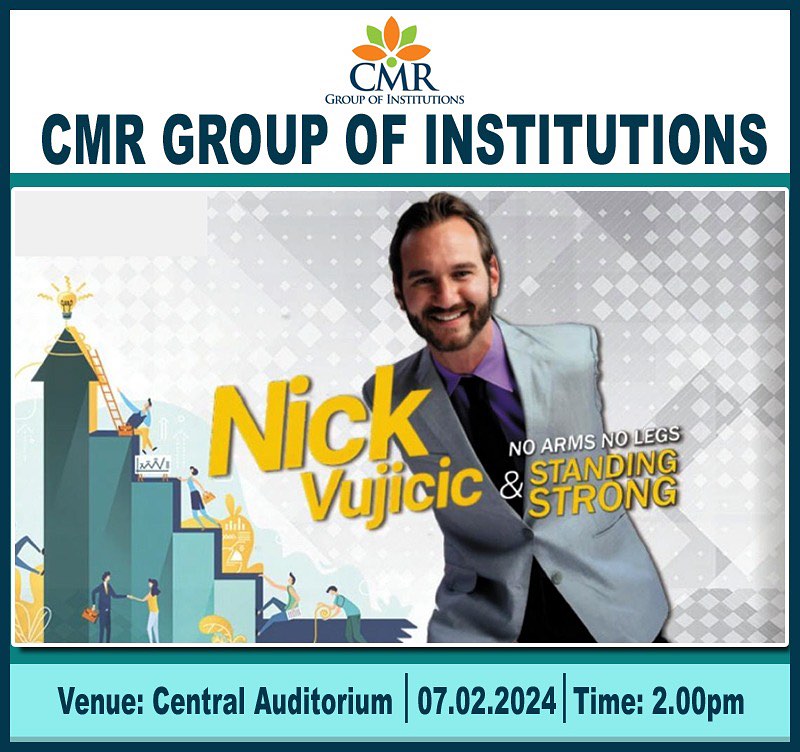 CMR
GROUP OF INSTITUTIONS
CMR GROUP OF INSTITUTIONS
Nick
Vujicic
NO ARMS NO LEGS
& STANDING
STRONG
Venue: Central Auditorium | 07.02.2024 | Time: 2.00pm